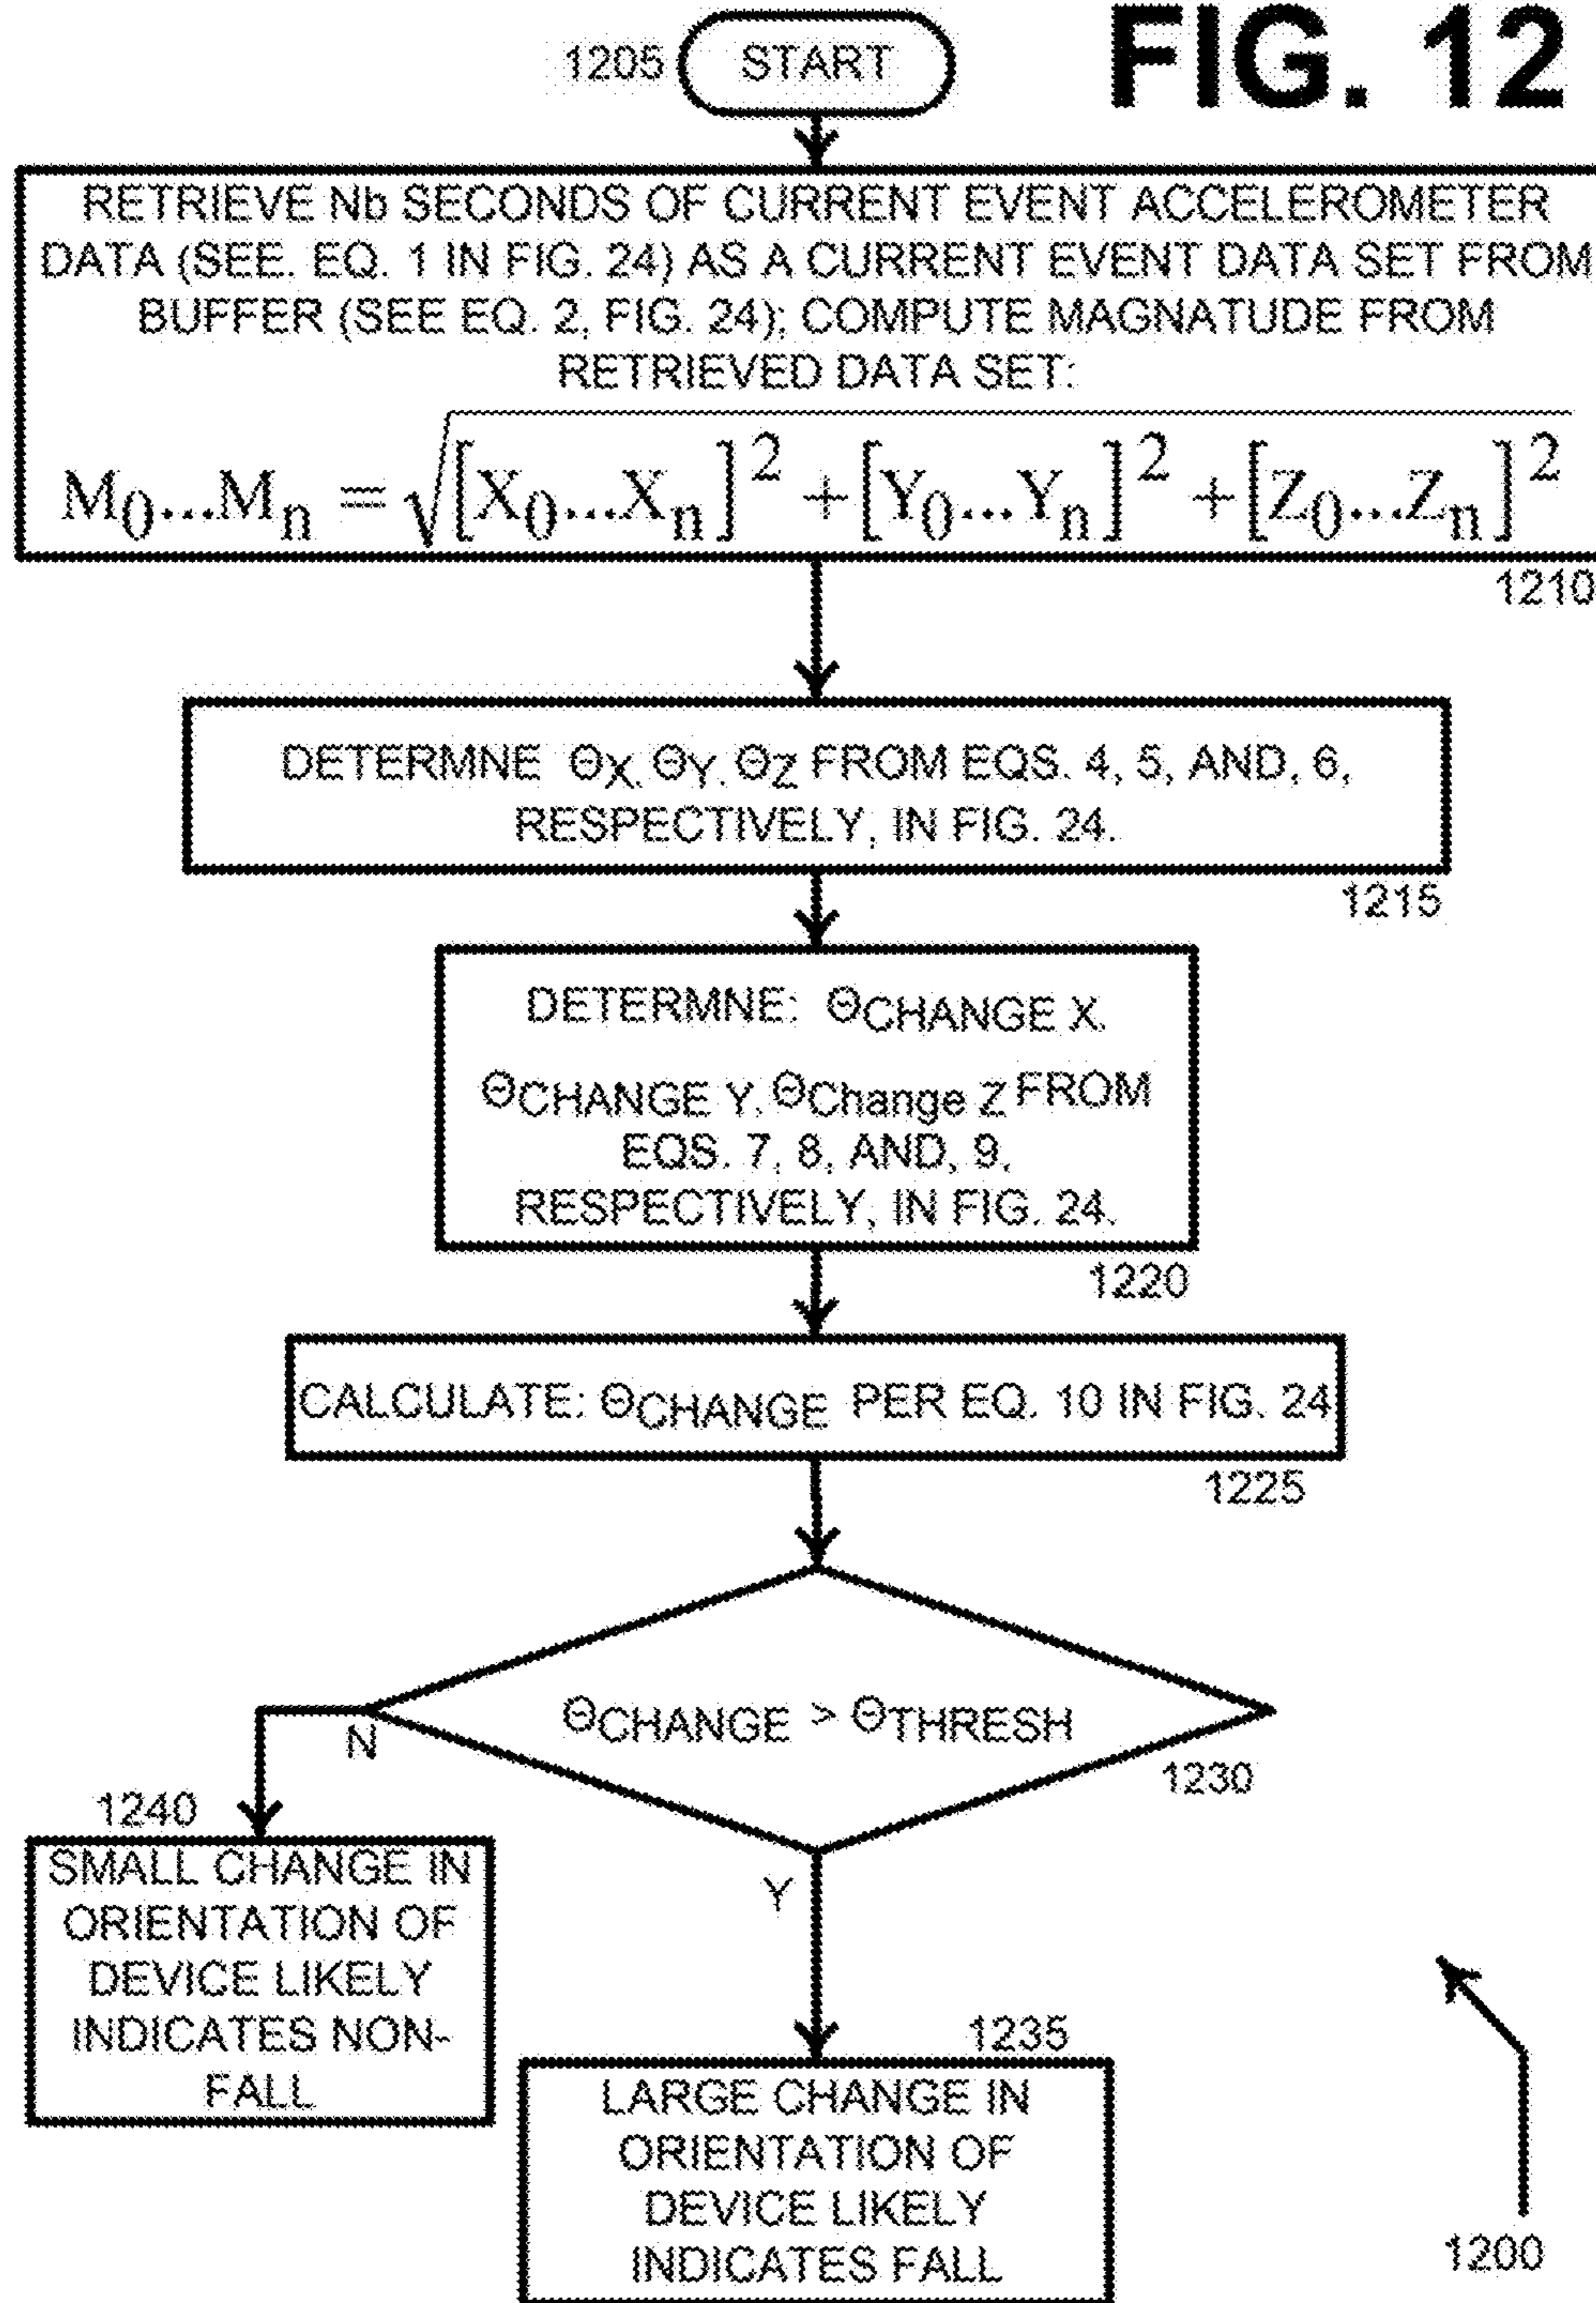 FIG. 12
1205 START
RETRIEVE Nb SECONDS OF CURRENT EVENT ACCELEROMETER
DATA (SEE. EQ. 1 IN FIG. 24) AS A CURRENT EVENT DATA SET FROM
BUFFER (SEE EQ. 2, FIG. 24); COMPUTE MAGNATUDE FROM
RETRIEVED DATA SET:
M0...Mn = √[X0...Xn]2 + [Y0...Yn]2 + [Z0...Zn]2
1210
DETERMNE ΘX. ΘY. ΘZ FROM EQS. 4, 5, AND, 6,
RESPECTIVELY, IN FIG. 24.
1215
DETERMNE: ΘCHANGE X.
ΘCHANGE Y. ΘChange Z FROM
EQS. 7, 8, AND, 9,
RESPECTIVELY, IN FIG. 24.
1220
CALCULATE: ΘCHANGE PER EQ. 10 IN FIG. 24
1225
ΘCHANGE > ΘTHRESH
N
1230
1240
SMALL CHANGE IN
ORIENTATION OF
DEVICE LIKELY
INDICATES NON-
FALL
Y
1235
LARGE CHANGE IN
ORIENTATION OF
DEVICE LIKELY
INDICATES FALL
1200